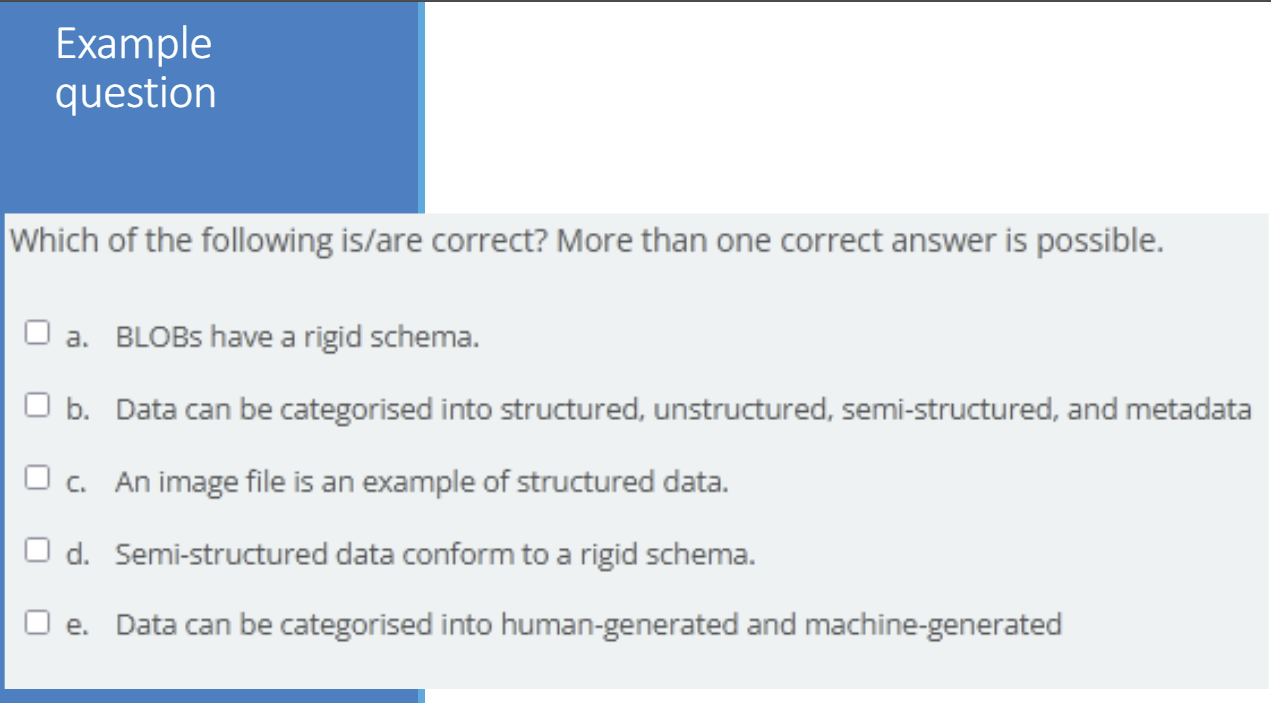 Example
question
Which of the following is/are correct? More than one correct answer is possible.
a. BLOBs have a rigid schema.
b. Data can be categorised into structured, unstructured, semi-structured, and metadata
c. An image file is an example of structured data.
d. Semi-structured data conform to a rigid schema.
e. Data can be categorised into human-generated and machine-generated